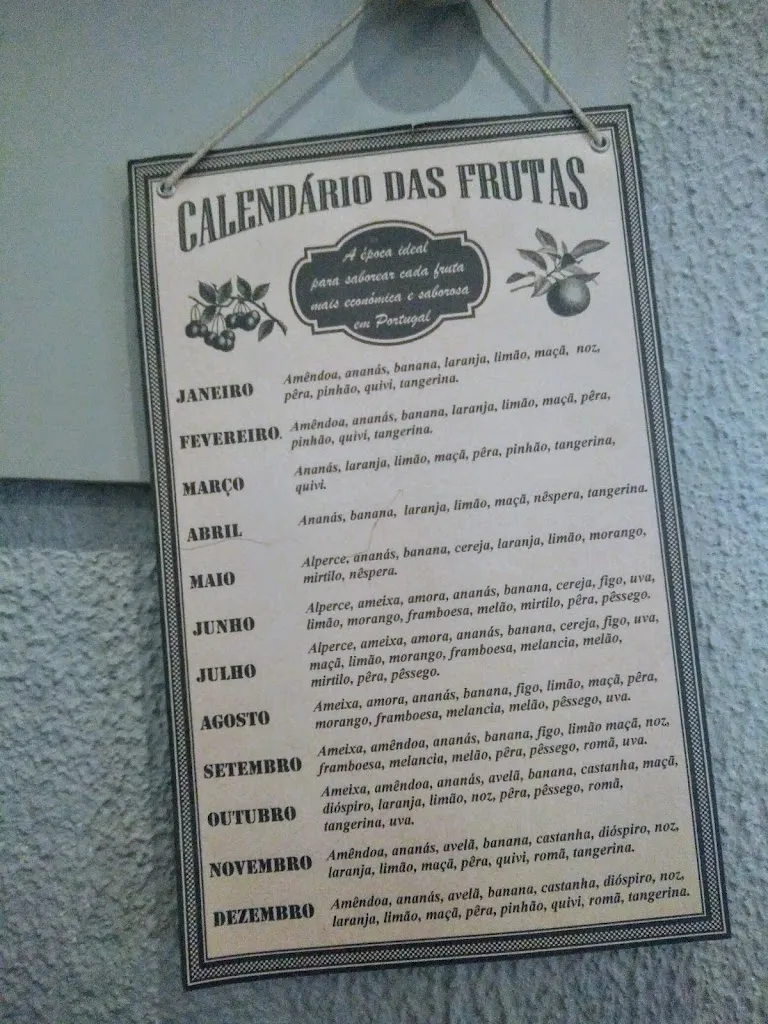 CALENDÁRIO DAS FRUTAS
A época ideal
para saborear cada fruta
mais económica e saborosa
em Portugal
JANEIRO Amêndoa, ananás, banana, laranja, limão, maçã, noz,
pêra, pinhão, quivi, tangerina.
FEVEREIRO. Amêndoa, ananás, banana, laranja, limão, maçã, pêra,
pinhão, quivi, tangerina.
MARÇO Ananás, laranja, limão, maçã, pêra, pinhão, tangerina,
quivi.
ABRIL Ananás, banana, laranja, limão, maçã, nêspera, tangerina.
MAIO Alperce, ananás, banana, cereja, laranja, limão, morango,
mirtilo, nêspera.
JUNHO Alperce, ameixa, amora, ananás, banana, cereja, figo, uva,
limão, morango, framboesa, melão, mirtilo, pêra, pêssego.
JULHO Alperce, ameixa, amora, ananás, banana, cereja, figo, uva,
maçã, limão, morango, framboesa, melancia, melão,
mirtilo, pêra, pêssego.
AGOSTO Ameixa, amora, ananás, banana, figo, limão, maçã, pêra,
morango, framboesa, melancia, melão, pêssego, uva.
SETEMBRO Ameixa, amêndoa, ananás, banana, figo, limão maçã, noz,
framboesa, melancia, melão, pêra, pêssego, romã, uva.
OUTUBRO Ameixa, amêndoa, ananás, avelã, banana, castanha, maçã,
dióspiro, laranja, limão, noz, pêra, pêssego, romã,
tangerina, uva.
NOVEMBRO Amêndoa, ananás, avelã, banana, castanha, dióspiro, noz,
laranja, limão, maçã, pêra, quivi, romã, tangerina.
DEZEMBRO Amêndoa, ananás, avelã, banana, castanha, dióspiro, noz,
laranja, limão, maçã, pêra, pinhão, quivi, romã, tangerina.